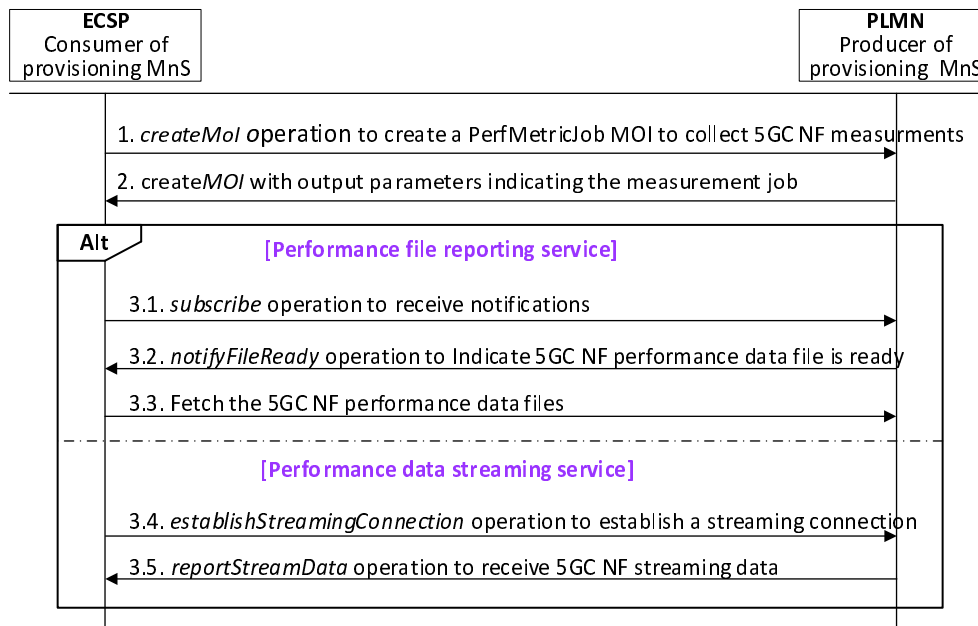 ECSP
Consumer of
provisioning MnS
PLMN
Producer of
provisioning MnS
1. createMoI operation to create a PerfMetricJob MOI to collect 5GC NF measurments
2. createMOI with output parameters indicating the measurement job
Alt
[Performance file reporting service]
3.1. subscribe operation to receive notifications
3.2. notifyFileReady operation to Indicate 5GC NF performance data file is ready
3.3. Fetch the 5GC NF performance data files
[Performance data streaming service]
3.4. establishStreamingConnection operation to establish a streaming connection
3.5. reportStreamData operation to receive 5GC NF streaming data